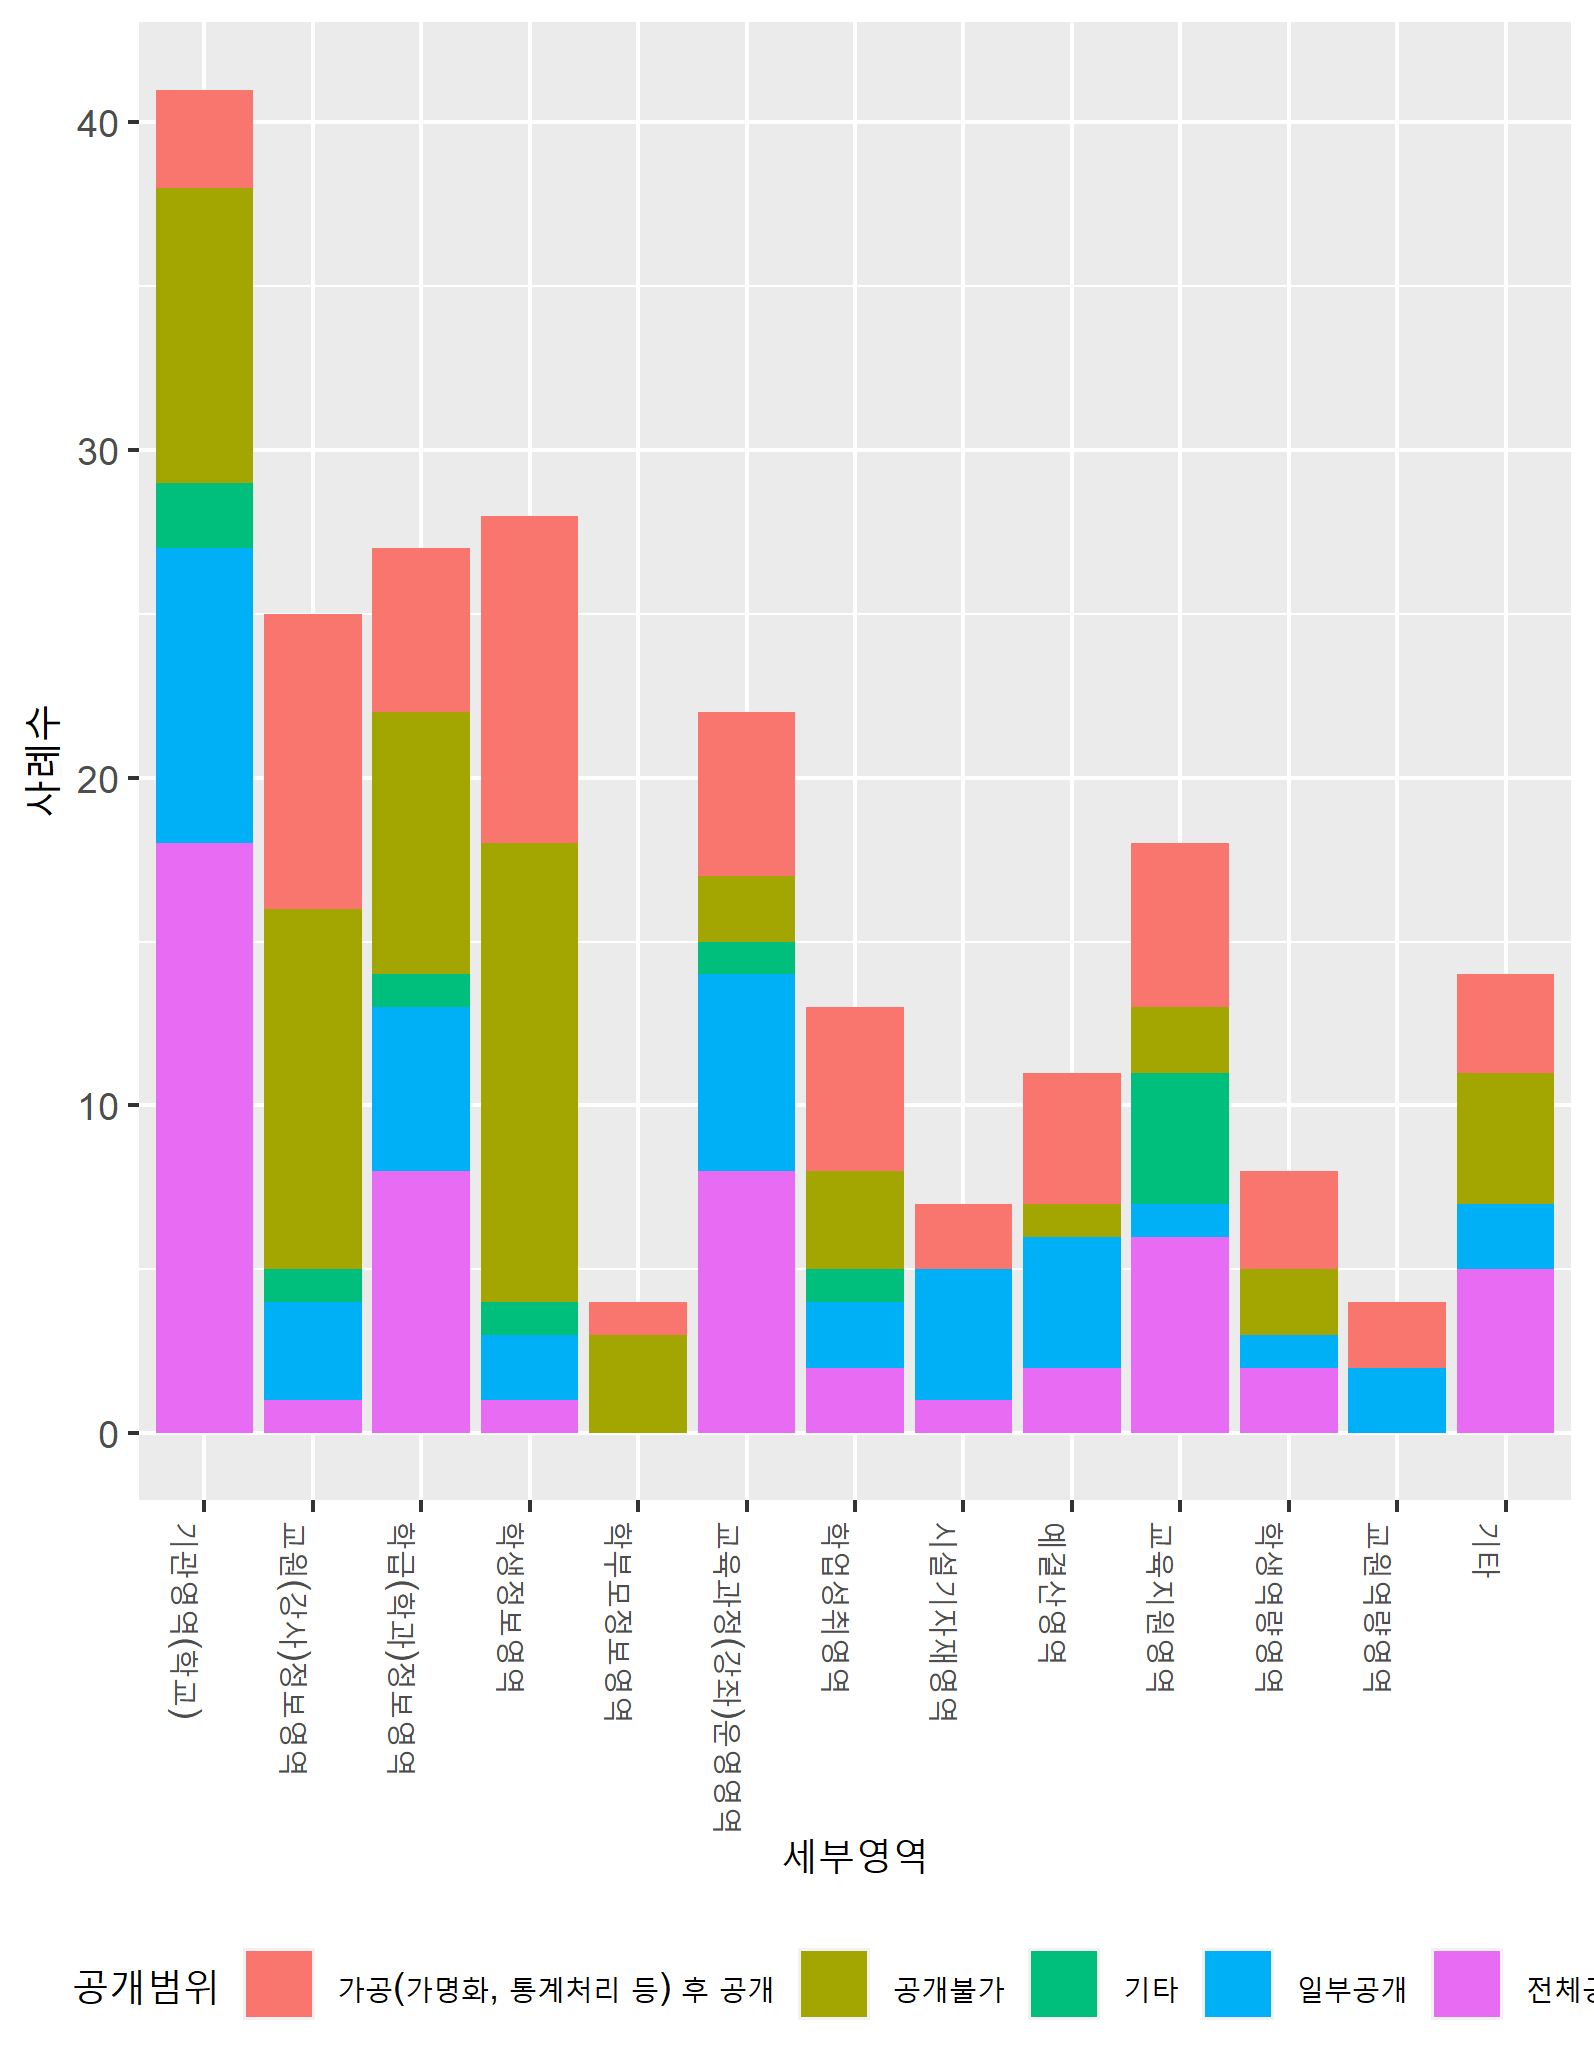 40
30
20
10
0
사례수
기관영역(학교)
교원(강사)정보영역
학급(학과)정보영역
학생정보영역
학부모정보영역
교육과정(강좌)운영영역
학업성취영역
시설기자재영역
예결산영역
교육지원영역
학생역량영역
교원역량영역
기타
세부영역
공개범위 가공(가명화, 통계처리 등) 후 공개 공개불가 기타 일부공개